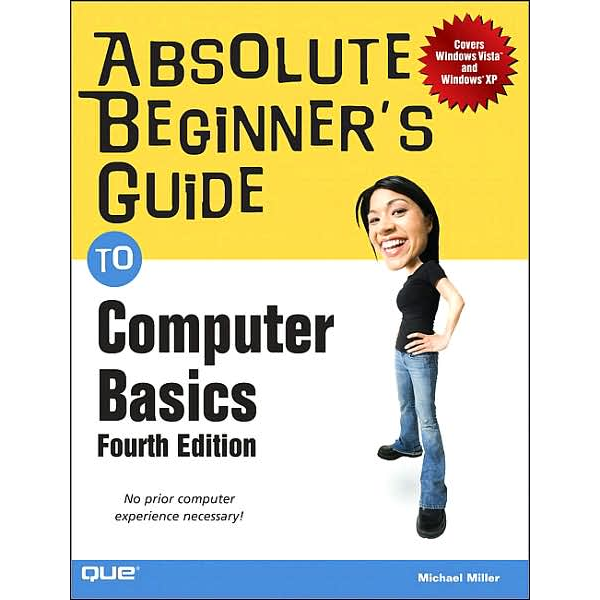 ABSOLUTE
BEGINNER'S
GUIDE
TO
Computer
Basics
Fourth Edition
No prior computer
experience necessary!
Covers
Windows Vista™
and
Windows® XP
QUE®
Michael Miller